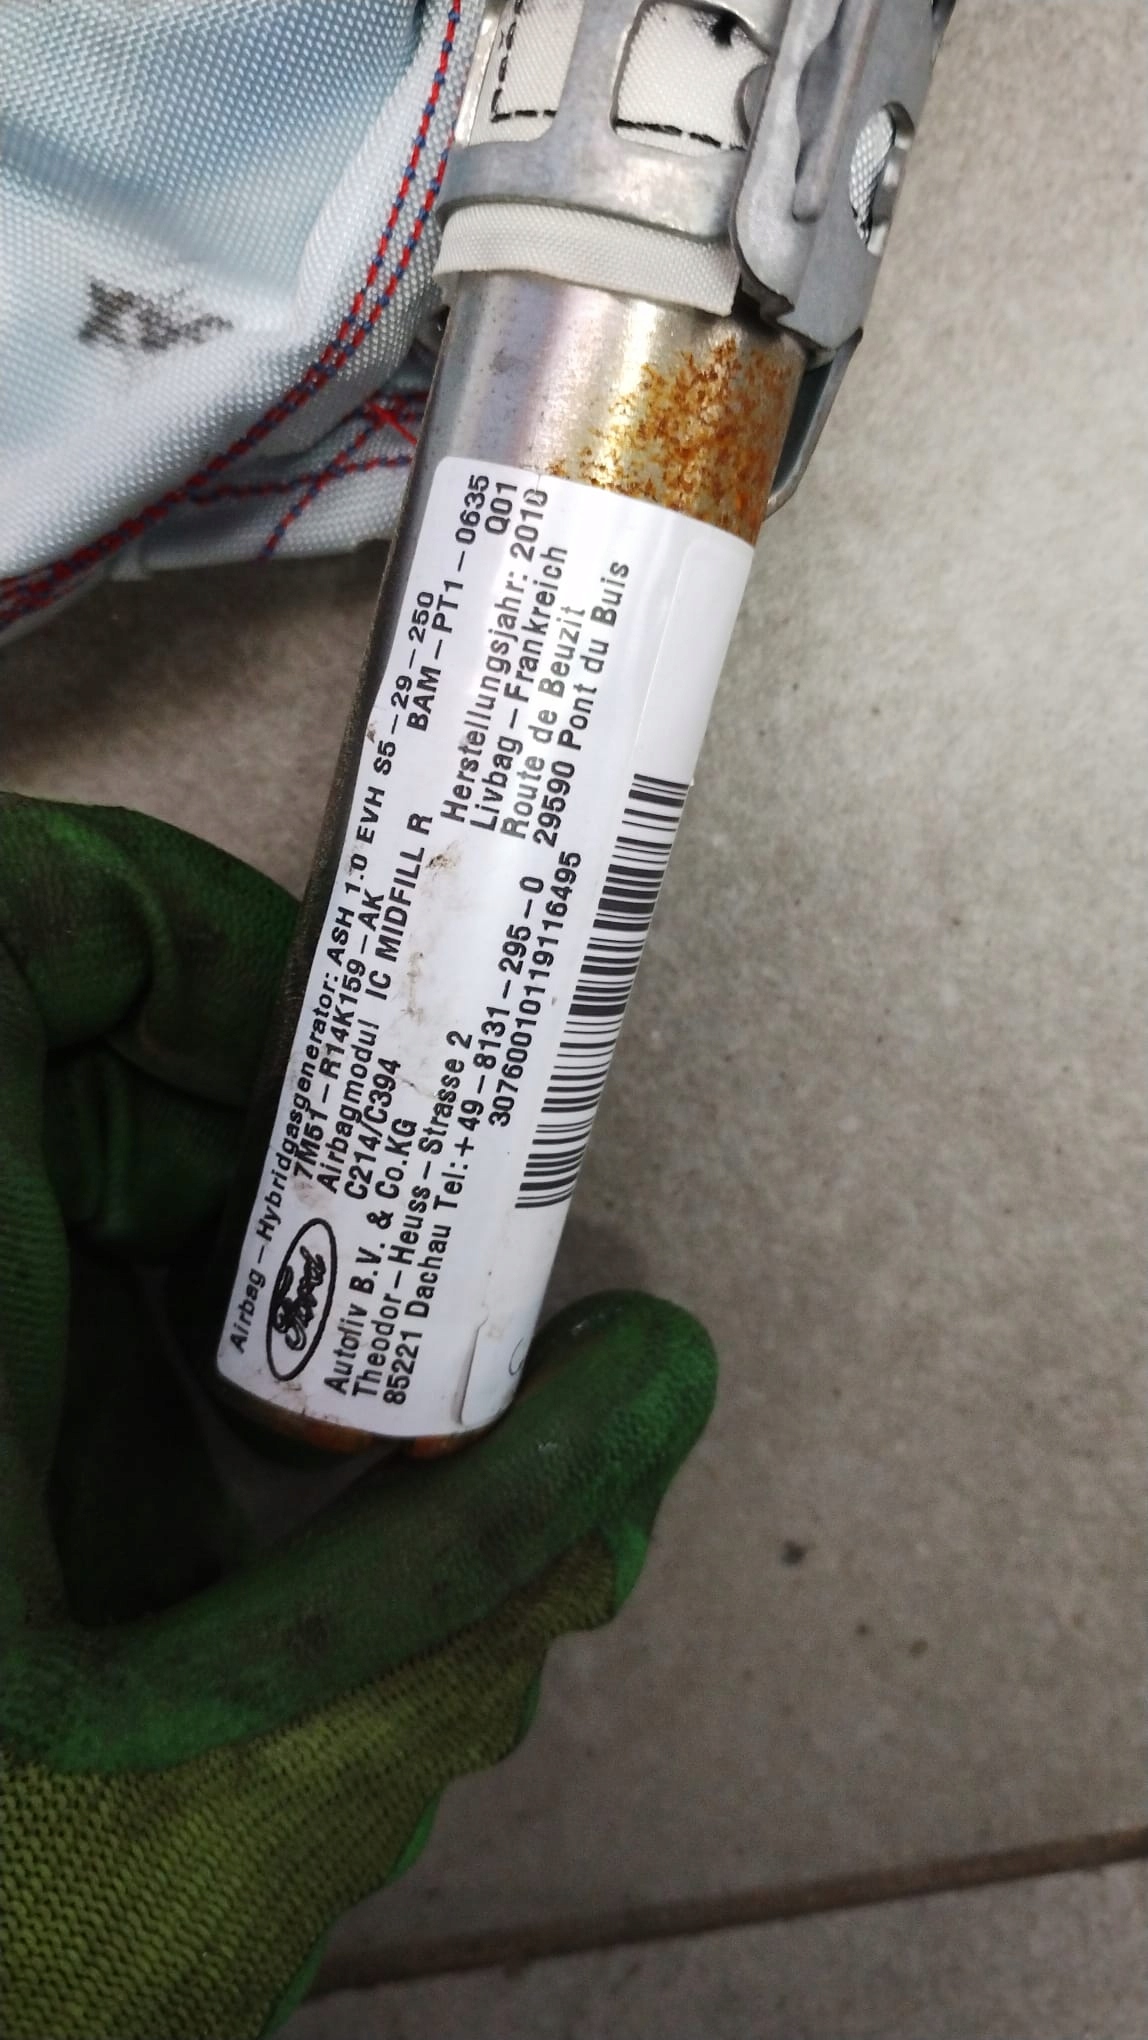 Airbag-Hybridgasgenerator: ASH 1.0 EVH S5-29-250
7M51-R14K159-AK BAM-PT1-0635
Airbagmodul IC MIDFILL R Q01
C214/C394 Herstellungsjahr: 2010
Ford
Autoliv B.V. & Co.KG Livbag-Frankreich
Theodor-Heuss-Strasse 2 Route de Beuzit
85221 Dachau Tel:+49-8131-295-0 29590 Pont du Buis
30760010119116495